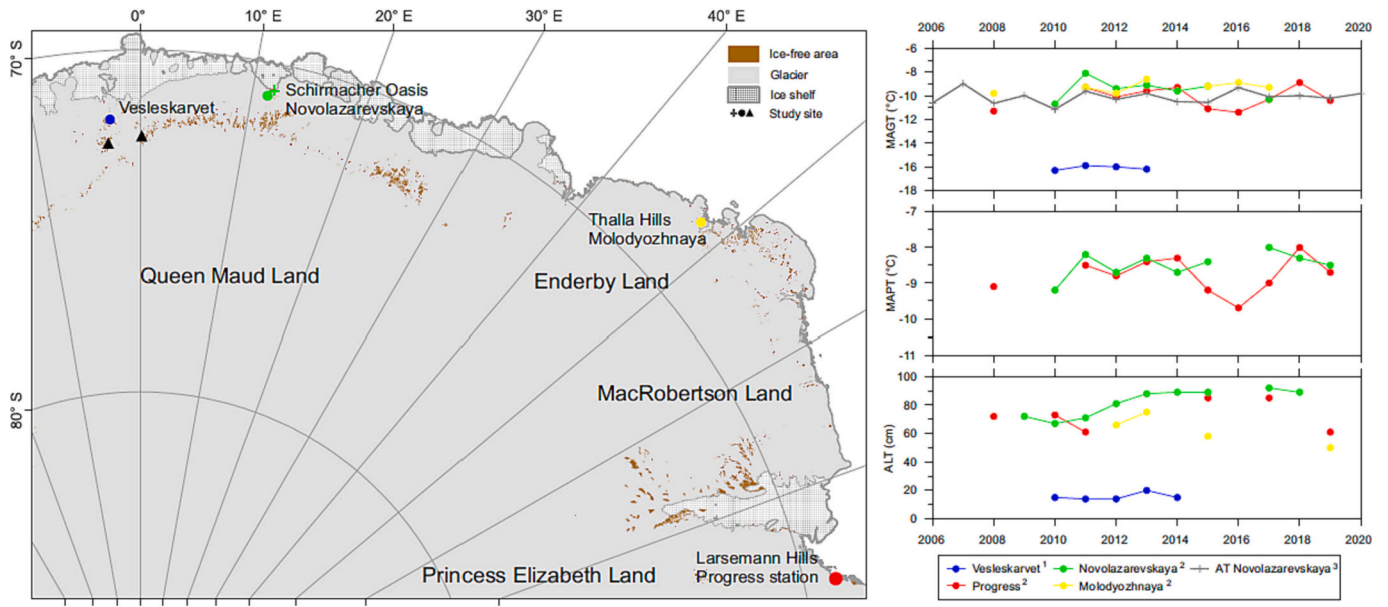 0°
10° E
20° E
30° E
40° E
70° S
80° S
Ice-free area
Glacier
Ice shelf
Study site
Schirmacher Oasis
Novolazarevskaya
Vesleskarvet
Thalla Hills
Molodyozhnaya
Queen Maud Land
Enderby Land
MacRobertson Land
Larsemann Hills
Progress station
Princess Elizabeth Land
2006 2008 2010 2012 2014 2016 2018 2020
MAGT (°C)
-6
-8
-10
-12
-14
-16
-18
MAPT (°C)
-7
-8
-9
-10
-11
ALT (cm)
100
80
60
40
20
0
2006 2008 2010 2012 2014 2016 2018 2020
Vesleskarvet ¹ Novolazarevskaya ² AT Novolazarevskaya ³
Progress ² Molodyozhnaya ²